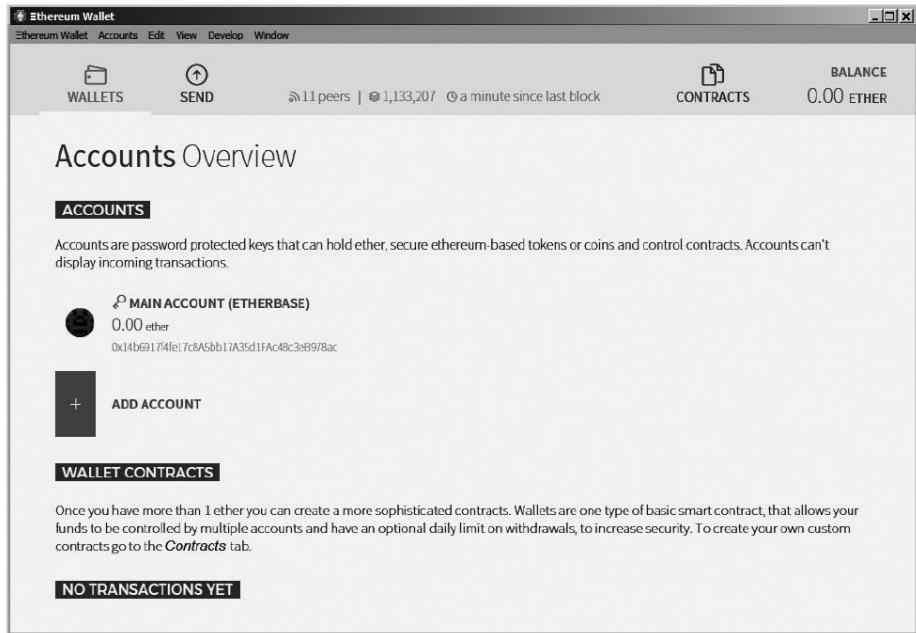 Ξthereum Wallet
Ξthereum Wallet Accounts Edit View Develop Window
WALLETS
SEND
11 peers | 1,133,207 a minute since last block
CONTRACTS
BALANCE
0.00 ETHER
Accounts Overview
ACCOUNTS
Accounts are password protected keys that can hold ether, secure ethereum-based tokens or coins and control contracts. Accounts can't
display incoming transactions.
MAIN ACCOUNT (ETHERBASE)
0.00 ether
ADD ACCOUNT
WALLET CONTRACTS
Once you have more than 1 ether you can create a more sophisticated contracts. Wallets are one type of basic smart contract, that allows your
funds to be controlled by multiple accounts and have an optional daily limit on withdrawals, to increase security. To create your own custom
contracts go to the Contracts tab.
NO TRANSACTIONS YET